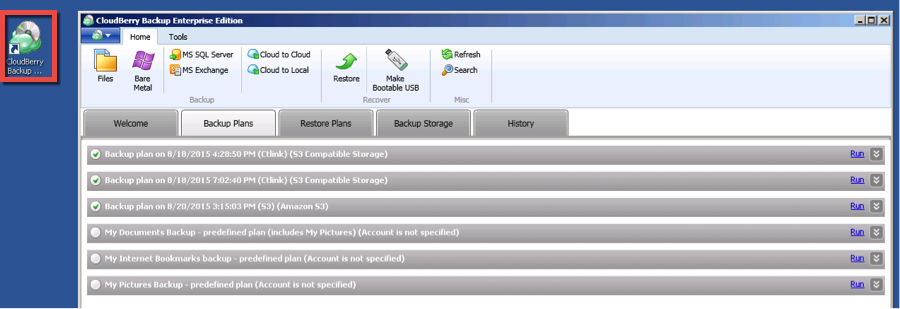 CloudBerry
Backup ...
CloudBerry Backup Enterprise Edition
Home Tools
Files
Bare
Metal
MS SQL Server
MS Exchange
Cloud to Cloud
Cloud to Local
Backup
Restore
Make
Bootable USB
Recover
Refresh
Search
Misc
Welcome Backup Plans Restore Plans Backup Storage History
Backup plan on 8/18/2015 4:28:50 PM (Ctlink) (S3 Compatible Storage) Run
Backup plan on 8/18/2015 7:02:40 PM (Ctlink) (S3 Compatible Storage) Run
Backup plan on 8/20/2015 3:15:03 PM (S3) (Amazon S3) Run
My Documents Backup - predefined plan (includes My Pictures) (Account is not specified) Run
My Internet Bookmarks backup - predefined plan (Account is not specified) Run
My Pictures Backup - predefined plan (Account is not specified) Run